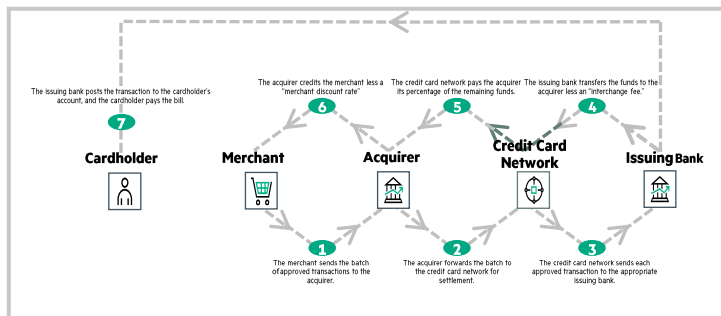 The issuing bank posts the transaction to the cardholder's
account, and the cardholder pays the bill.
7
Cardholder
The acquirer credits the merchant less a
"merchant discount rate"
6
The credit card network pays the acquirer
its percentage of the remaining funds.
5
The issuing bank transfers the funds to the
acquirer less an "interchange fee."
4
Merchant
Acquirer
Credit Card
Network
Issuing Bank
1
The merchant sends the batch
of approved transactions to the
acquirer.
2
The acquirer forwards the batch to
the credit card network for
settlement.
3
The credit card network sends each
approved transaction to the appropriate
issuing bank.